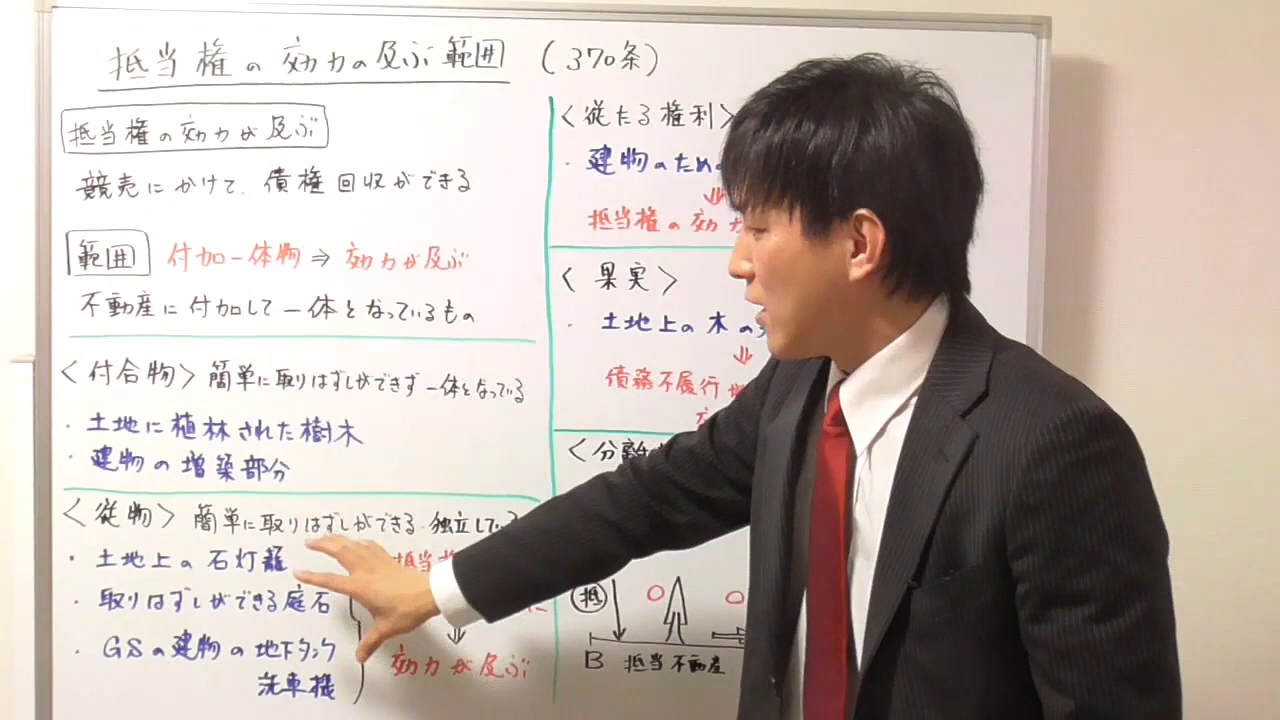 抵当権の効力の及ぶ範囲 (370条)
抵当権の効力が及ぶ
競売にかけて、債権回収ができる
範囲 付加一体物⇒効力が及ぶ
不動産に付加して一体となっているもの
<付合物> 簡単に取りはずしができず一体となっている
・土地に植林された樹木
・建物の増築部分
<従物> 簡単に取りはずしができる・独立している
・土地上の石灯籠
・取りはずしができる庭石
・GSの建物の地下タンク
洗車機
抵当
に
⇓
効力が及ぶ
<従たる権利>
・建物のため
⇓
抵当権の効
<果実>
・土地上の木の
⇓
債務不履行
<分離
抵
○ ○
B 抵当不動産